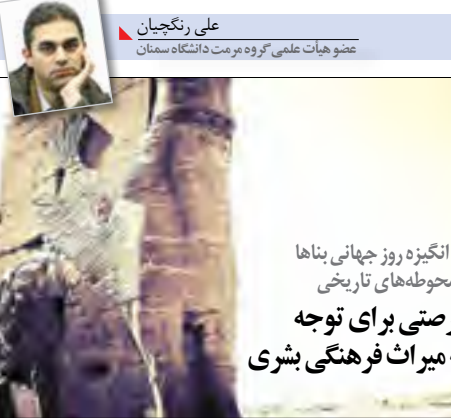 علی رنگچیان
عضو هیأت علمی گروه مرمت دانشگاه سمنان
انگیزه روز جهانی بناها
محوطه‌های تاریخی
برای توجه
میراث فرهنگی بشری